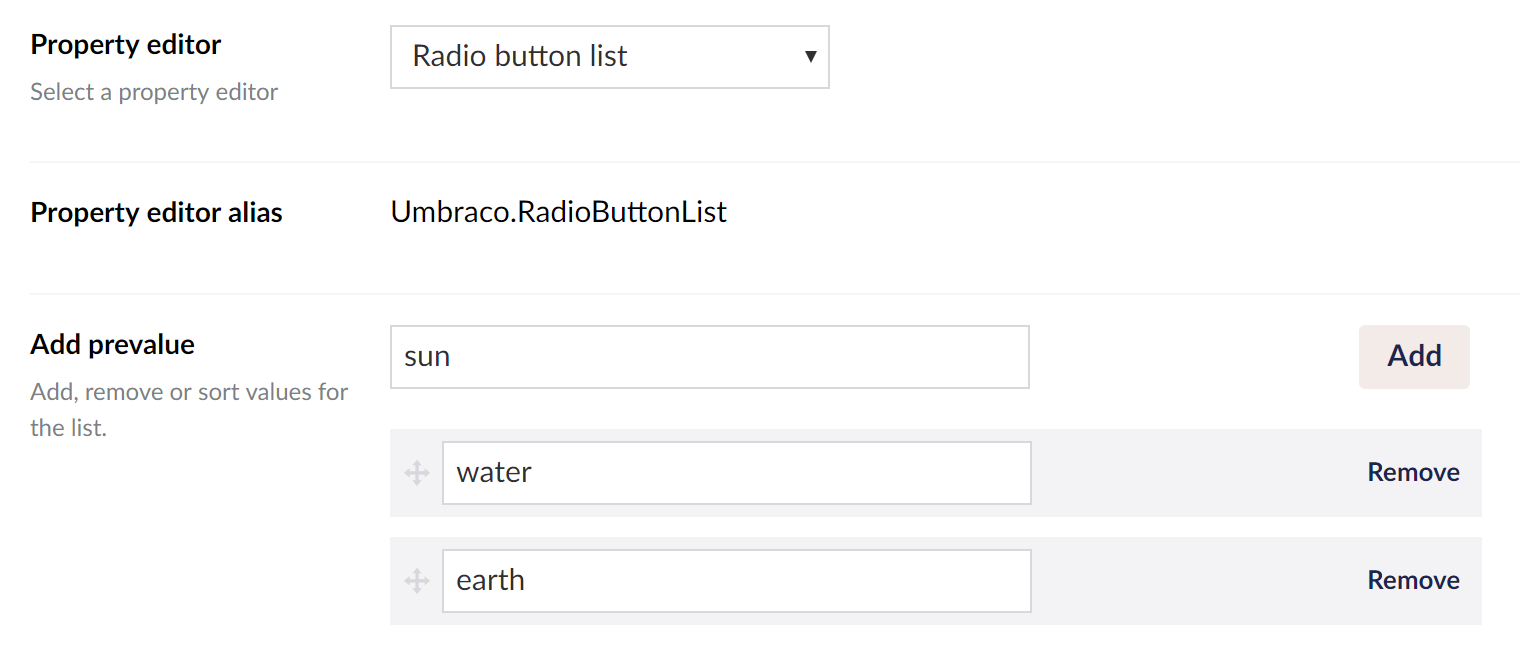 Property editor
Radio button list
Select a property editor
Property editor alias
Umbraco.RadioButtonList
Add prevalue
sun
Add
Add, remove or sort values for
the list.
water
Remove
earth
Remove